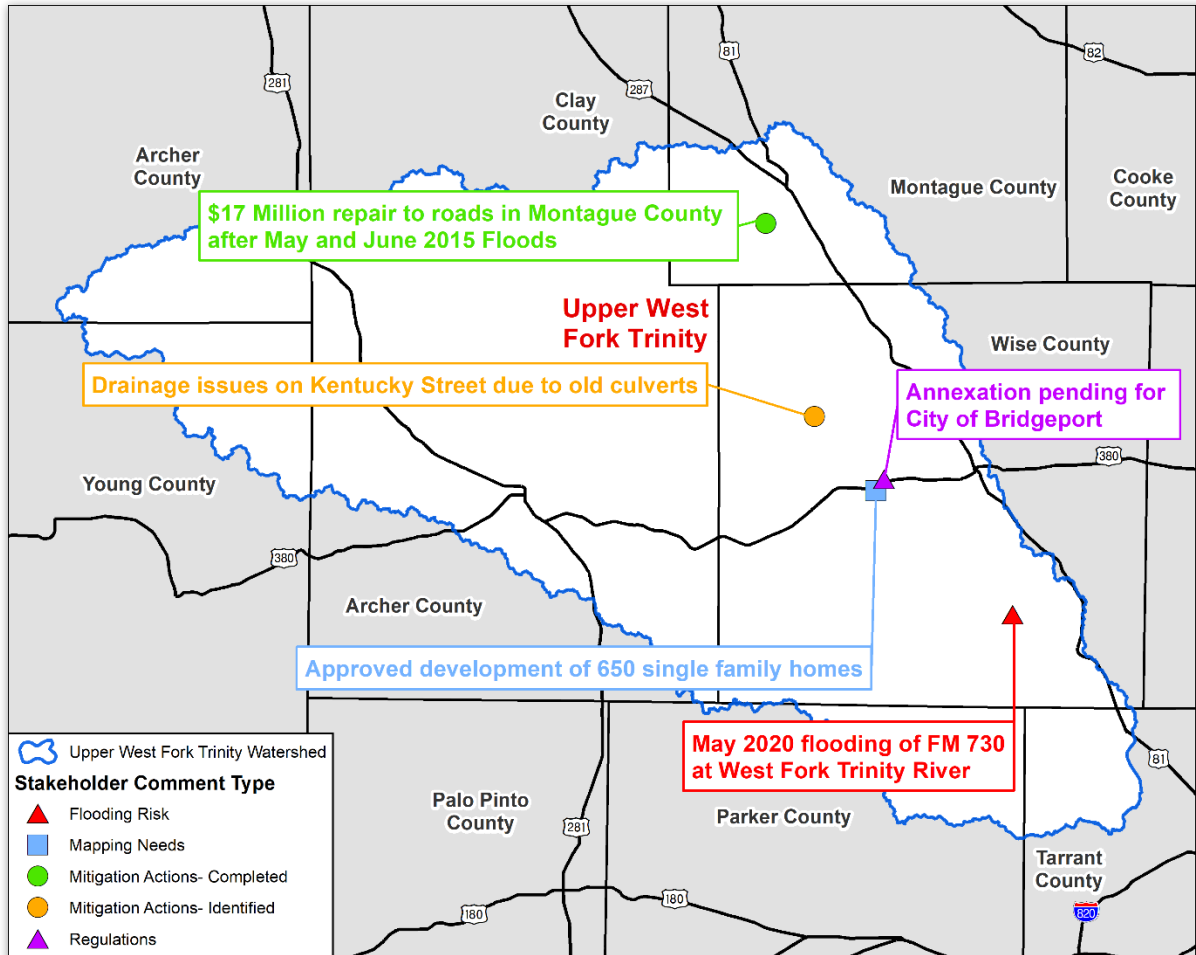 81
82
281
287
Clay
County
Archer
County
Montague County
Cooke
County
$17 Million repair to roads in Montague County
after May and June 2015 Floods
Upper West
Fork Trinity
Wise County
Drainage issues on Kentucky Street due to old culverts
Annexation pending for
City of Bridgeport
380
Young County
380
Archer County
Approved development of 650 single family homes
May 2020 flooding of FM 730
at West Fork Trinity River
81
Palo Pinto
County
281
Parker County
Tarrant
County
180
180
820
Upper West Fork Trinity Watershed
Stakeholder Comment Type
Flooding Risk
Mapping Needs
Mitigation Actions- Completed
Mitigation Actions- Identified
Regulations